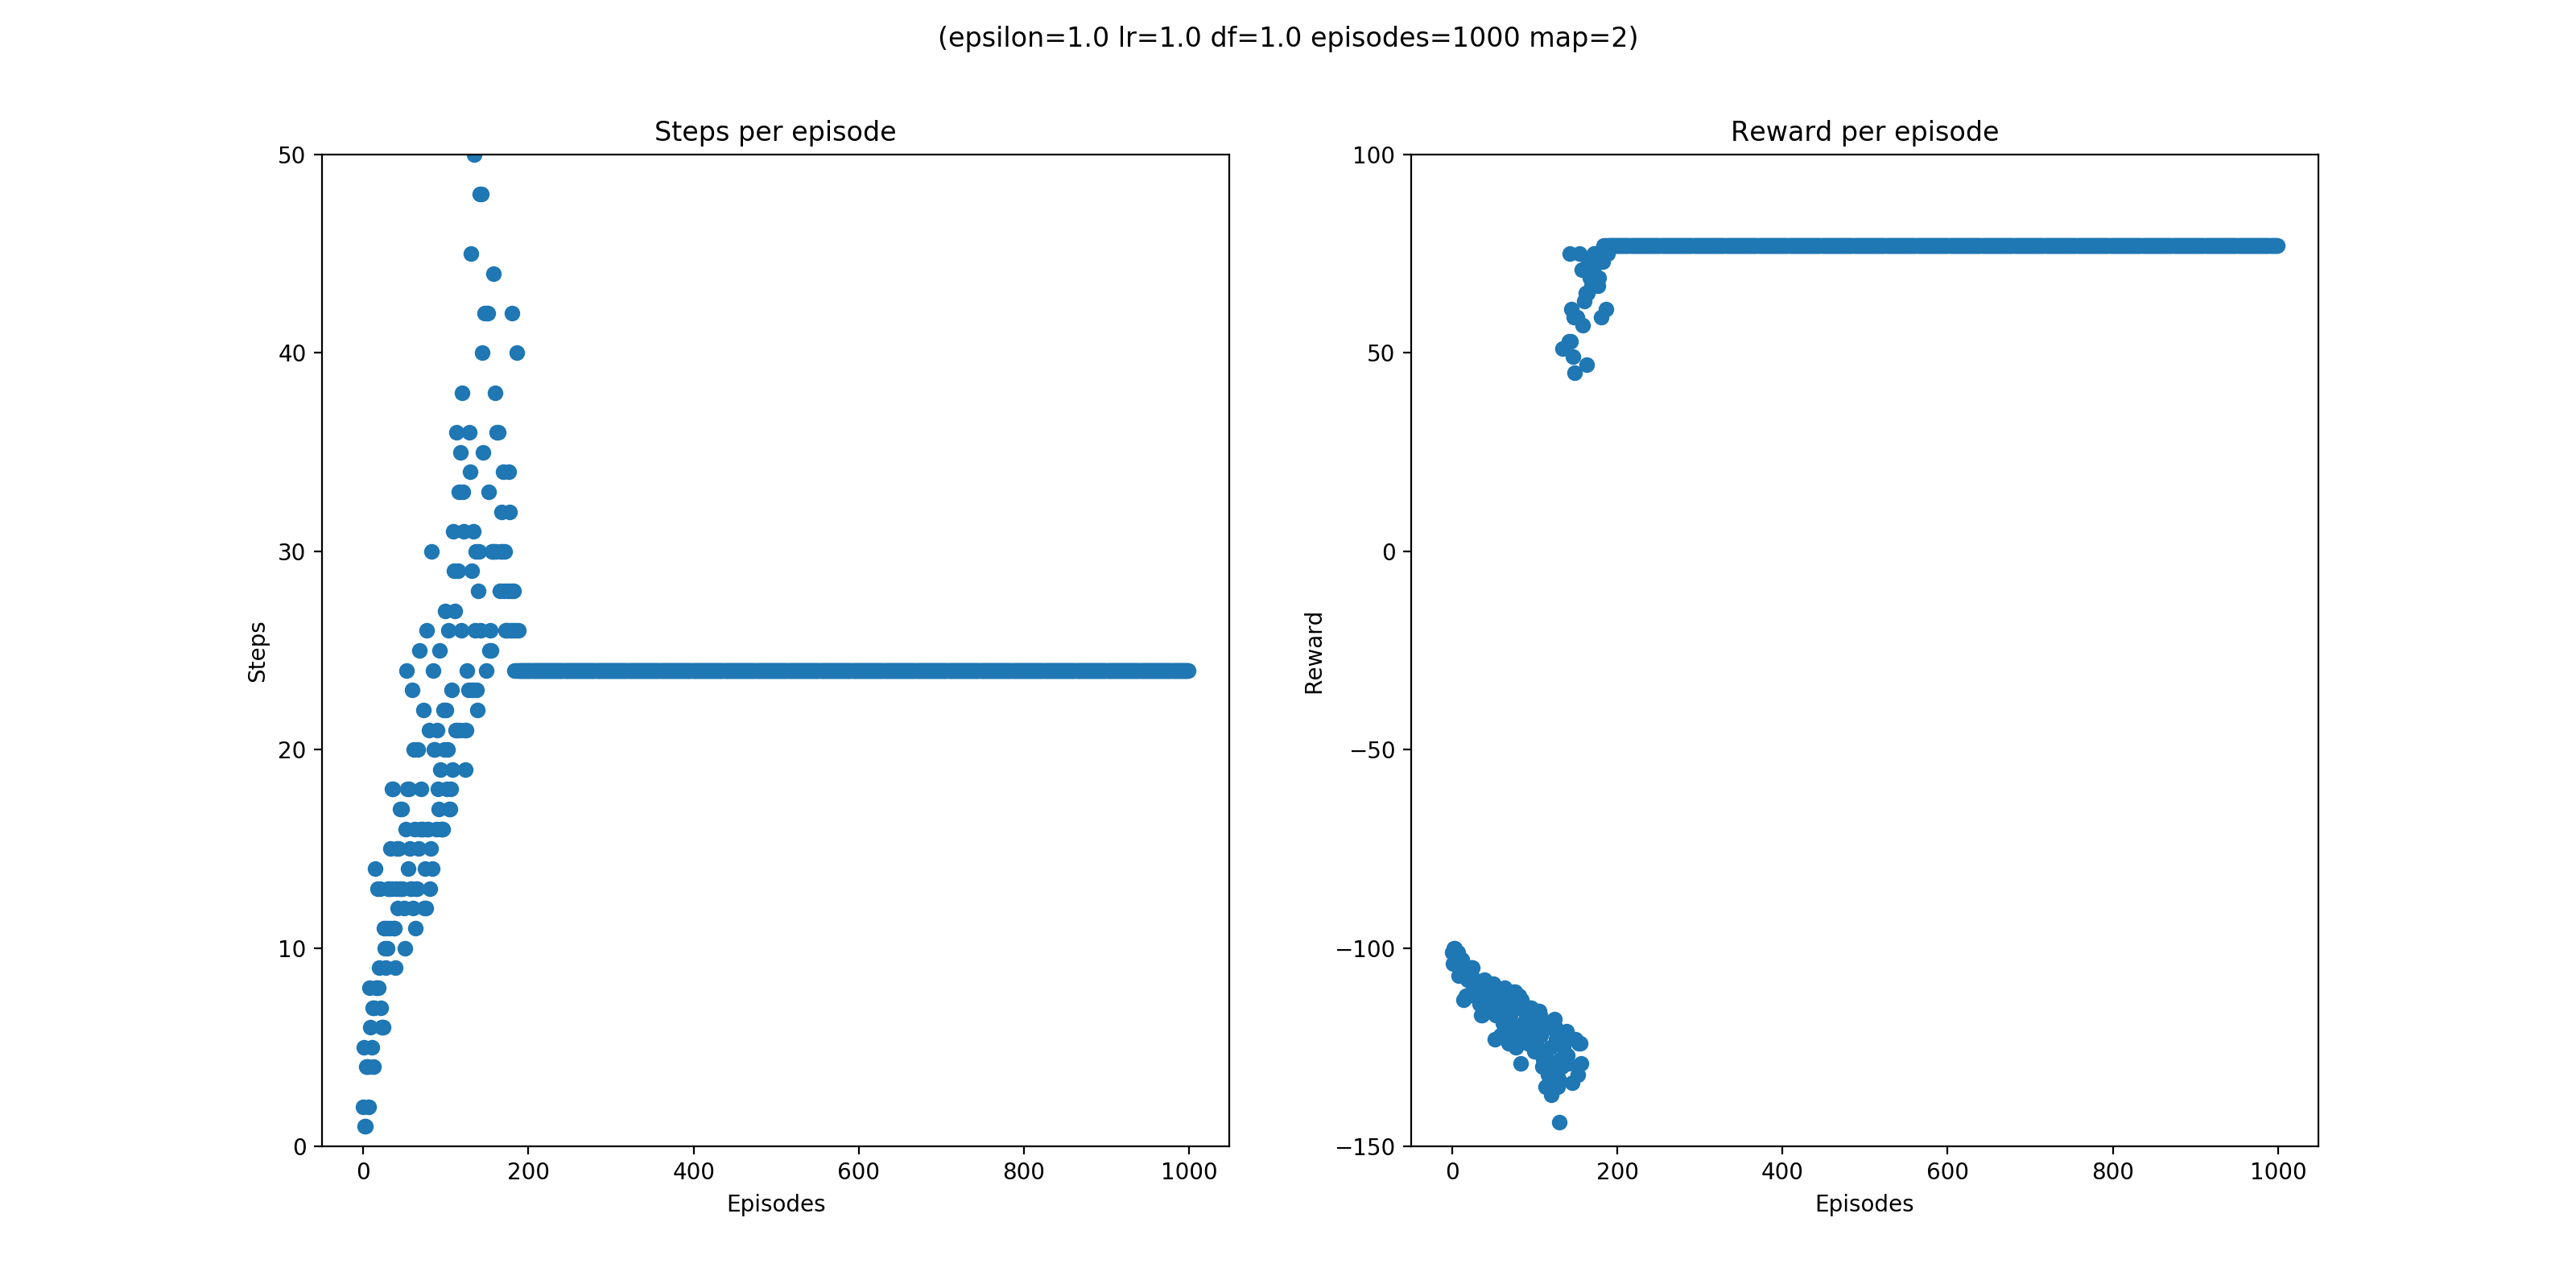 (epsilon=1.0 lr=1.0 df=1.0 episodes=1000 map=2)
Steps per episode
50
40
30
20
10
0
Steps
0 200 400 600 800 1000
Episodes
Reward per episode
100
50
0
−50
−100
−150
Reward
0 200 400 600 800 1000
Episodes